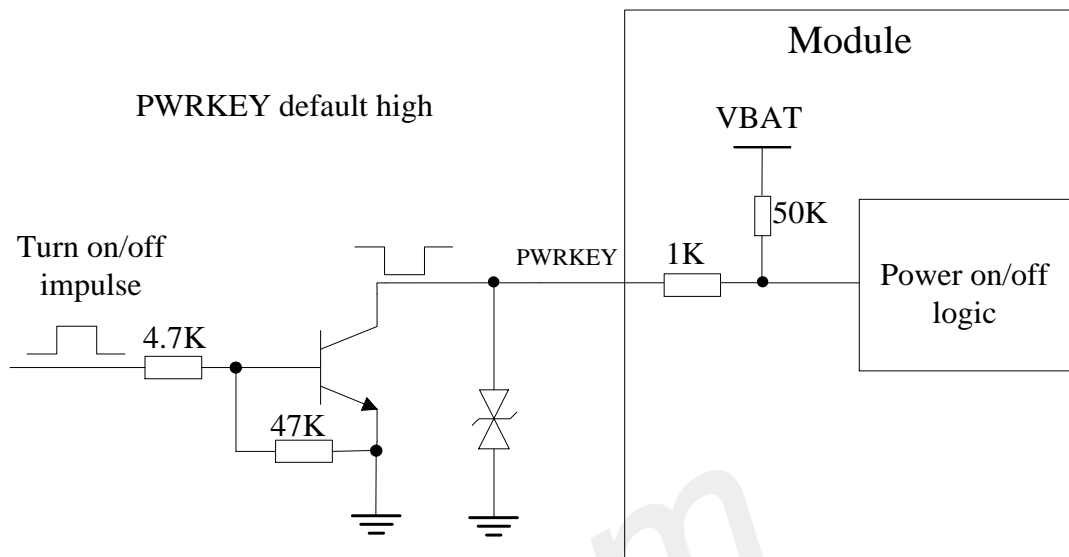 Module
PWRKEY default high
VBAT
50K
Turn on/off
impulse
PWRKEY
1K
Power on/off
logic
4.7K
47K
m